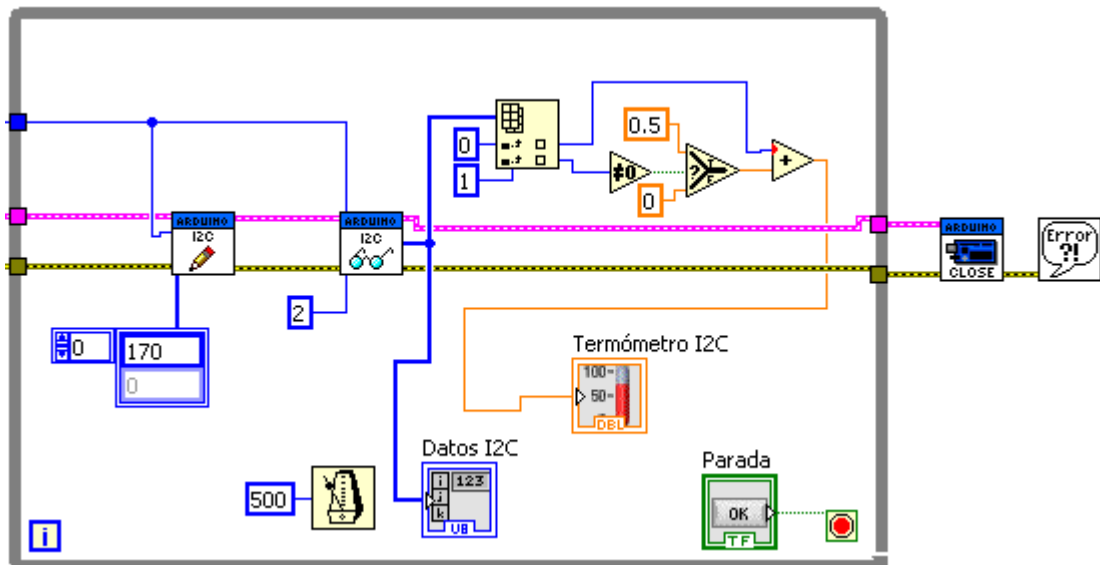 0
1
0.5
≠0
?
T
F
0
+
ARDUINO
I2C
ARDUINO
I2C
ARDUINO
CLOSE
Error
?!
2
0
170
0
Termómetro I2C
100
50
DBL
Datos I2C
i
j
k
123
U8
500
Parada
OK
TF
i